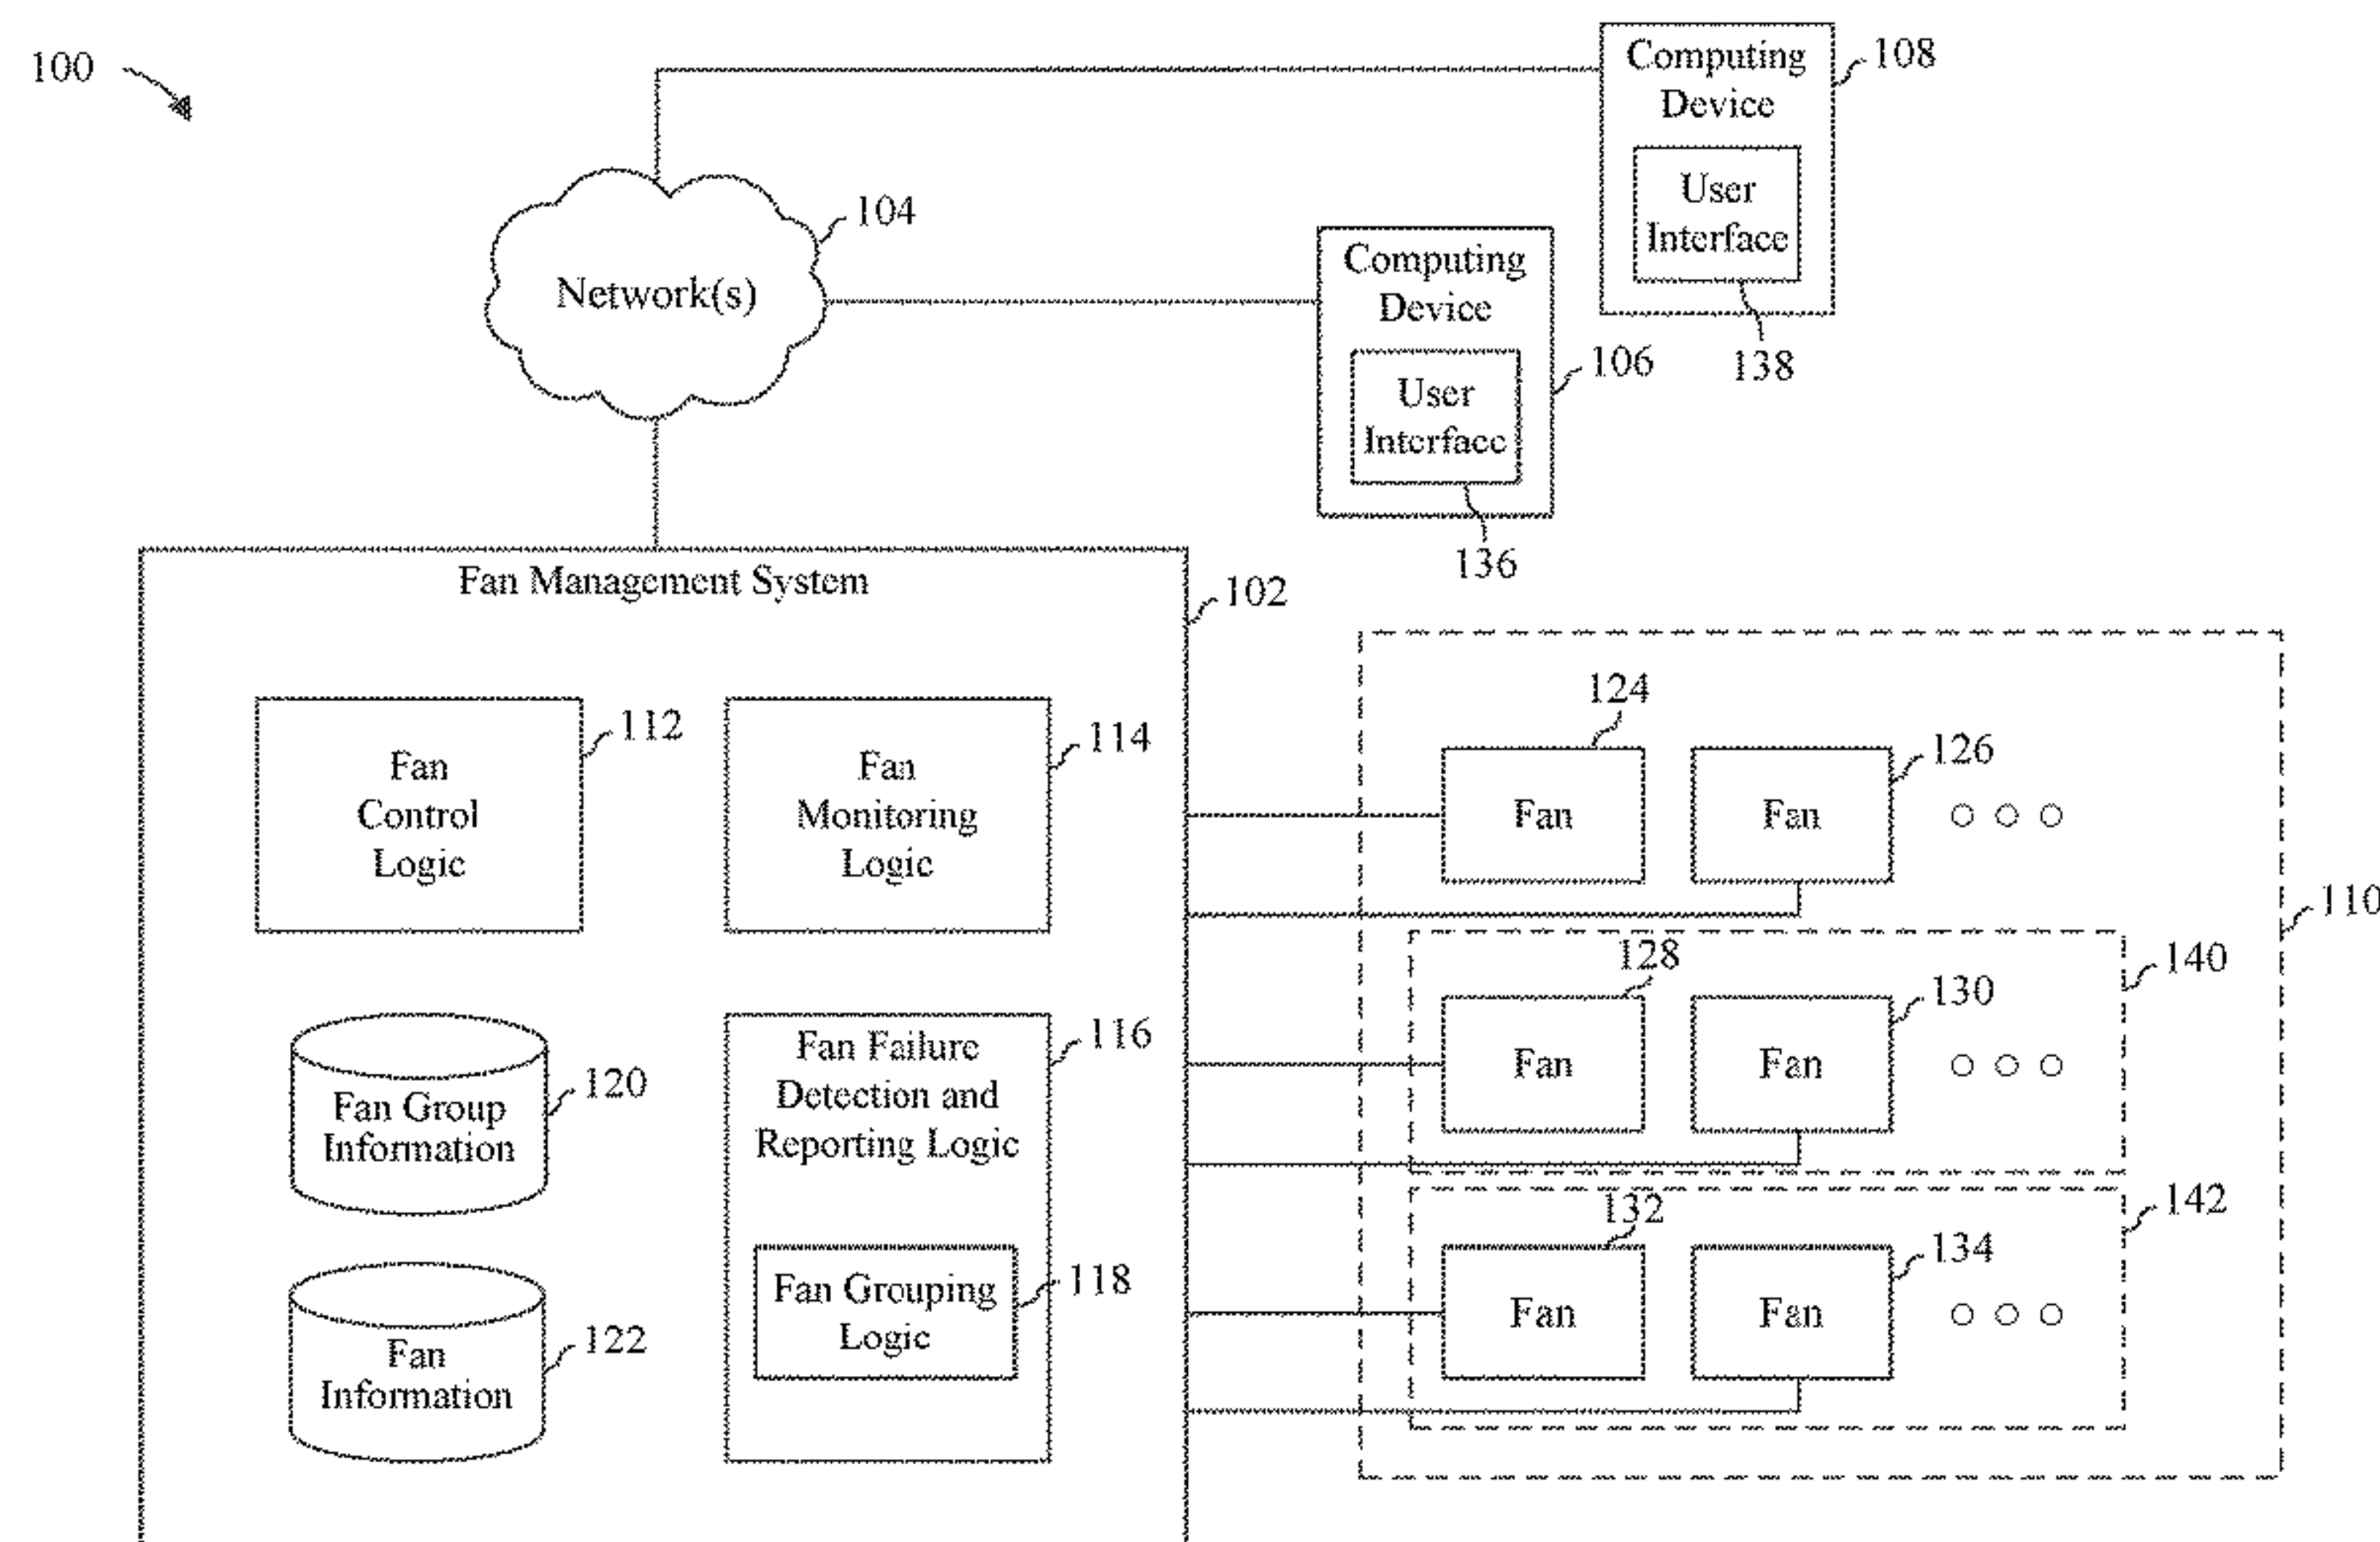 100
Computing
Device
108
User
Interface
138
104
Network(s)
Computing
Device
106
User
Interface
136
Fan Management System
102
Fan
Control
Logic
112
Fan
Monitoring
Logic
114
Fan Group
Information
120
Fan Failure
Detection and
Reporting Logic
116
Fan Grouping
Logic
118
Fan
Information
122
110
124
Fan
126
Fan
140
128
Fan
130
Fan
142
132
Fan
134
Fan